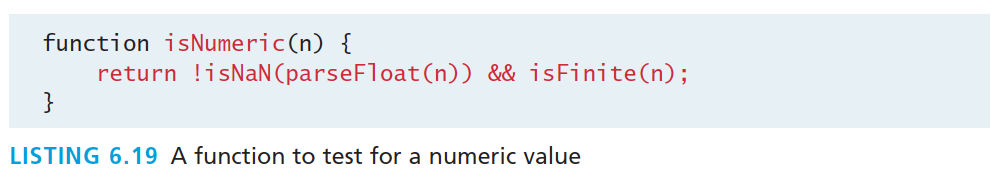 function isNumeric(n) {
    return !isNaN(parseFloat(n)) && isFinite(n);
}
LISTING 6.19 A function to test for a numeric value